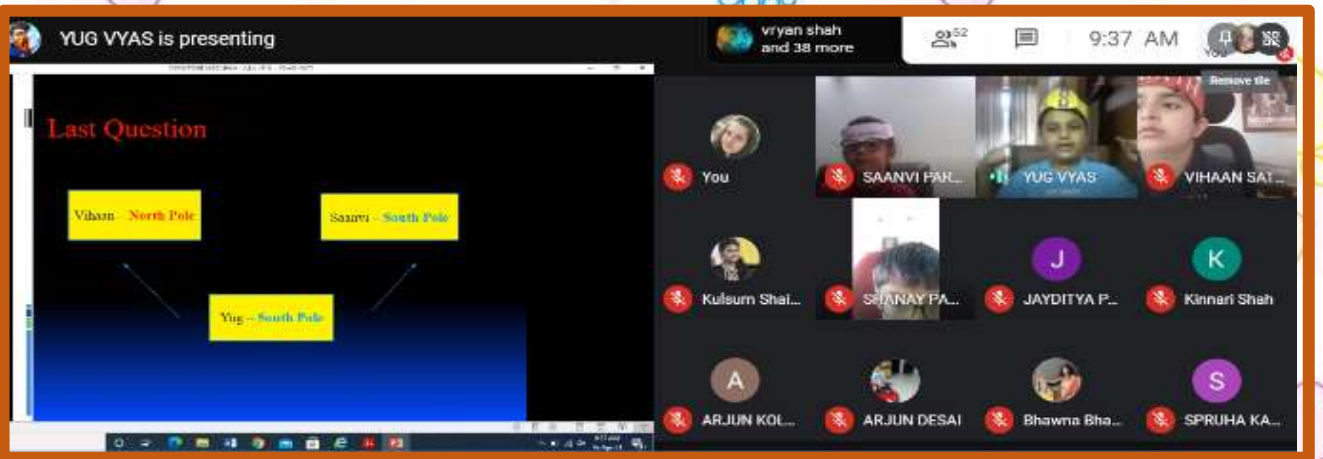 YUG VYAS is presenting
vryan shah
and 38 more
52
9:37 AM
You
Remove tile
Last Question
Vihaan – North Pole
Saanvi – South Pole
Yug – South Pole
You
SAANVI PAR...
YUG VYAS
VIHAAN SAT...
Kulsum Shai...
SHANAY PA...
J
JAYDITYA P...
K
Kinnari Shah
A
ARJUN KOL...
ARJUN DESAI
Bhawna Bha...
S
SPRUHA KA...